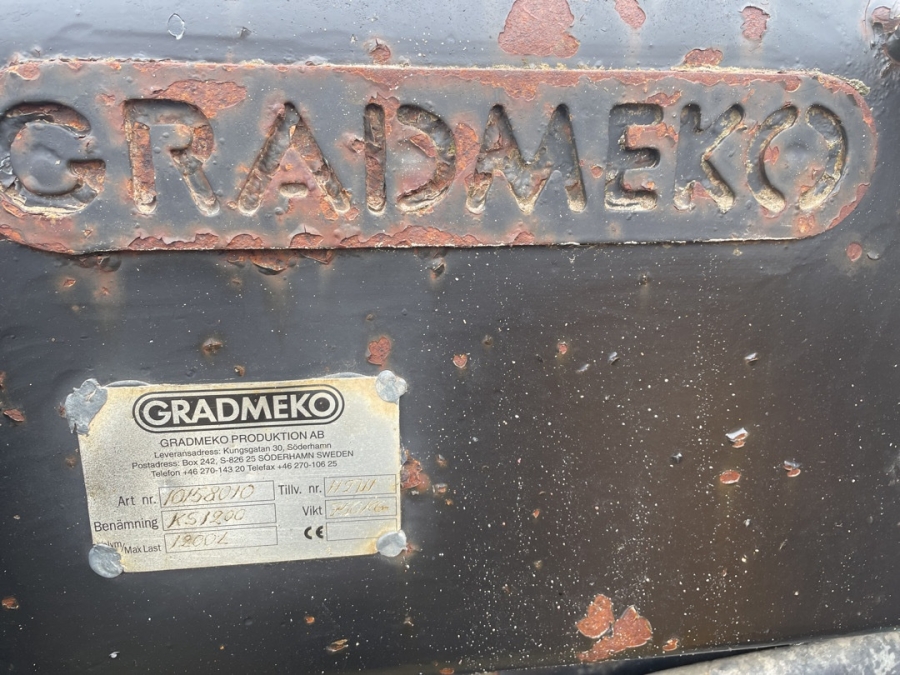 GRADMEKO
GRADMEKO
GRADMEKO PRODUKTION AB
Leveransadress: Kungsgatan 30, Söderhamn
Postadress: Box 242, S-826 25 SÖDERHAMN SWEDEN
Telefon +46 270-143 20 Telefax +46 270-106 25
Art nr. 10158010 Tillv. nr.
Benämning KS1200 Vikt
Max Last 1200L CE